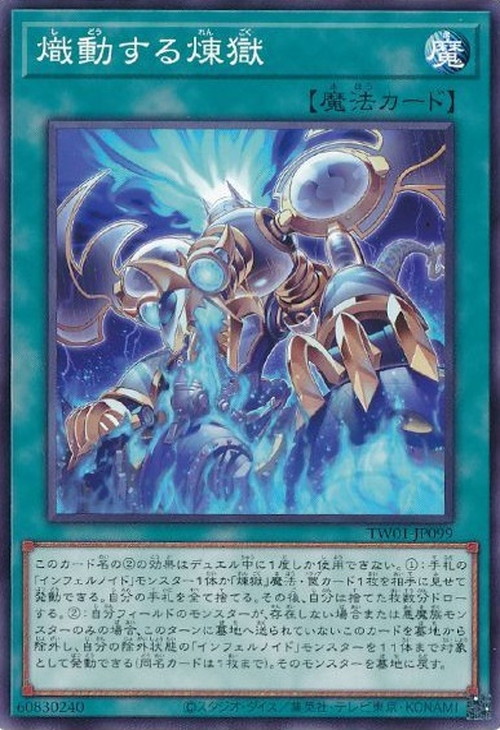 熾動する煉獄
魔
【魔法カード】
TW01-JP099
このカード名の②の効果はデュエル中に１度しか使用できない。①：手札
の「インフェルノイド」モンスター１体か「煉獄」魔法・罠カード１枚を相手に見せて
発動できる。自分の手札を全て捨てる。その後、自分は捨てた枚数分ドロー
する。②：自分フィールドのモンスターが、存在しない場合または悪魔族モン
スターのみの場合、このターンに墓地へ送られていないこのカードを墓地から
除外し、自分の除外状態の「インフェルノイド」モンスターを１１体まで対象
として発動できる（同名カードは１枚まで）。そのモンスターを墓地に戻す。
60830240
©スタジオ・ダイス／集英社・テレビ東京・KONAMI